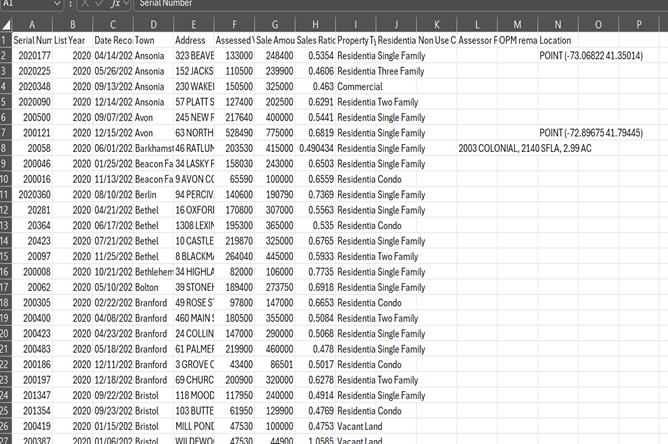 A1 fx Serial Number
A B C D E F G H I J K L M N O P
1 Serial Num List Year Date Reco Town Address Assessed Sale Amou Sales Ratio Property Ty Residentia Non Use C Assessor F OPM rema Location
2 2020177 2020 04/14/202 Ansonia 323 BEAVE 133000 248400 0.5354 Residentia Single Family POINT (-73.06822 41.35014)
3 2020225 2020 05/26/202 Ansonia 152 JACKS 110500 239900 0.4606 Residentia Three Family
4 2020348 2020 09/13/202 Ansonia 230 WAKE 150500 325000 0.463 Commercial
5 2020090 2020 12/14/202 Ansonia 57 PLATT S 127400 202500 0.6291 Residentia Two Family
6 200500 2020 09/07/202 Avon 245 NEW F 217640 400000 0.5441 Residentia Single Family
7 200121 2020 12/15/202 Avon 63 NORTH 528490 775000 0.6819 Residentia Single Family POINT (-72.89675 41.79445)
8 20058 2020 06/01/202 Barkhamst 46 RATLUM 203530 415000 0.490434 Residentia Single Family 2003 COLONIAL, 2140 SFLA, 2.99 AC
9 200046 2020 01/25/202 Beacon Fa 34 LASKY F 158030 243000 0.6503 Residentia Single Family
10 200016 2020 11/13/202 Beacon Fa 9 AVON CO 65590 100000 0.6559 Residentia Condo
11 2020360 2020 08/10/202 Berlin 94 PERCIV 140600 190790 0.7369 Residentia Single Family
12 20281 2020 04/21/202 Bethel 16 OXFORI 170800 307000 0.5563 Residentia Single Family
13 20364 2020 06/17/202 Bethel 1308 LEXIN 195300 365000 0.535 Residentia Condo
14 20423 2020 07/21/202 Bethel 10 CASTLE 219870 325000 0.6765 Residentia Single Family
15 20097 2020 11/25/202 Bethel 8 BLACKMA 264040 445000 0.5933 Residentia Two Family
16 200008 2020 10/21/202 Bethlehem 34 HIGHLA 82000 106000 0.7735 Residentia Single Family
17 20062 2020 05/10/202 Bolton 39 STONEH 189400 273750 0.6918 Residentia Single Family
18 200305 2020 02/22/202 Branford 49 ROSE S 97800 147000 0.6653 Residentia Condo
19 200400 2020 04/08/202 Branford 460 MAIN S 180500 355000 0.5084 Residentia Two Family
20 200423 2020 04/23/202 Branford 24 COLLIN 147000 290000 0.5068 Residentia Single Family
21 200483 2020 05/18/202 Branford 61 PALMEF 219900 460000 0.478 Residentia Single Family
22 200186 2020 12/11/202 Branford 3 GROVE C 43400 86501 0.5017 Residentia Condo
23 200197 2020 12/18/202 Branford 69 CHURC 200900 320000 0.6278 Residentia Two Family
24 201347 2020 09/22/202 Bristol 118 MOOD 117950 240000 0.4914 Residentia Single Family
25 201354 2020 09/23/202 Bristol 103 BUTTE 61950 129900 0.4769 Residentia Condo
26 200419 2020 01/15/202 Bristol MILL POND 47530 100000 0.4753 Vacant Land
27 200387 2020 01/06/202 Bristol WILDEWO 47530 44900 1.0585 Vacant Land